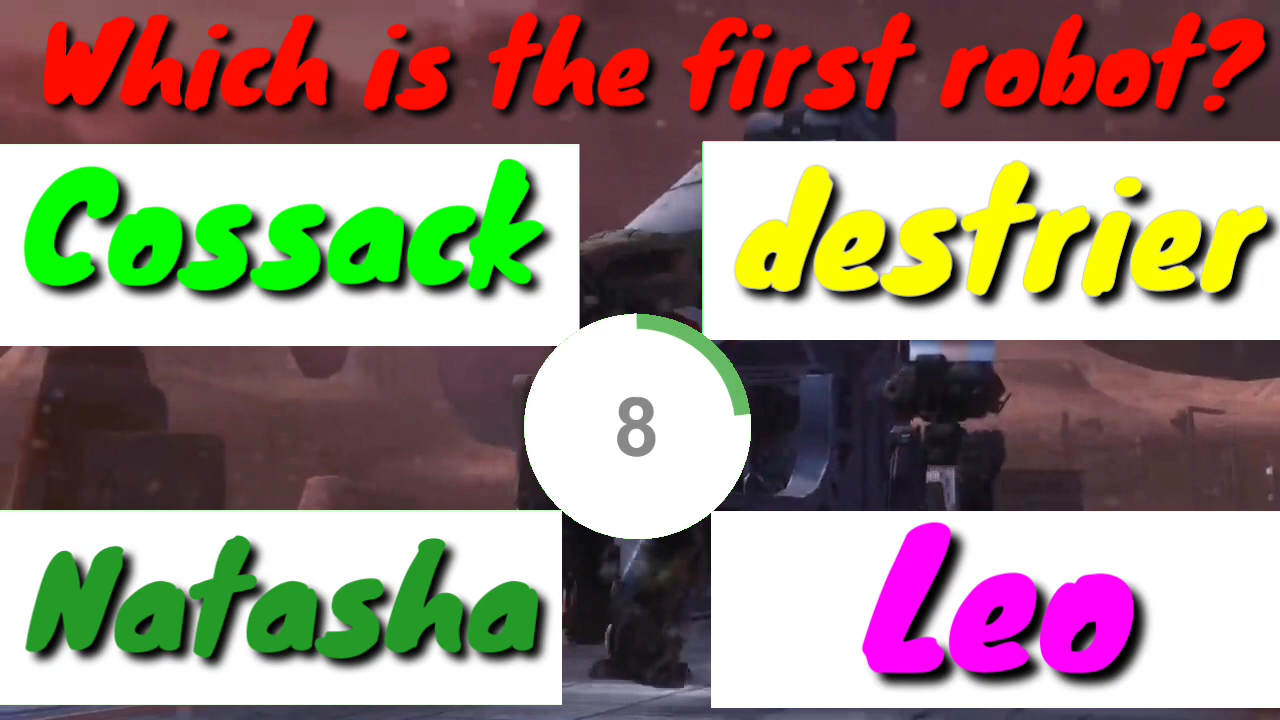 Which is the first robot?
Cossack
destrier
8
Natasha
Leo